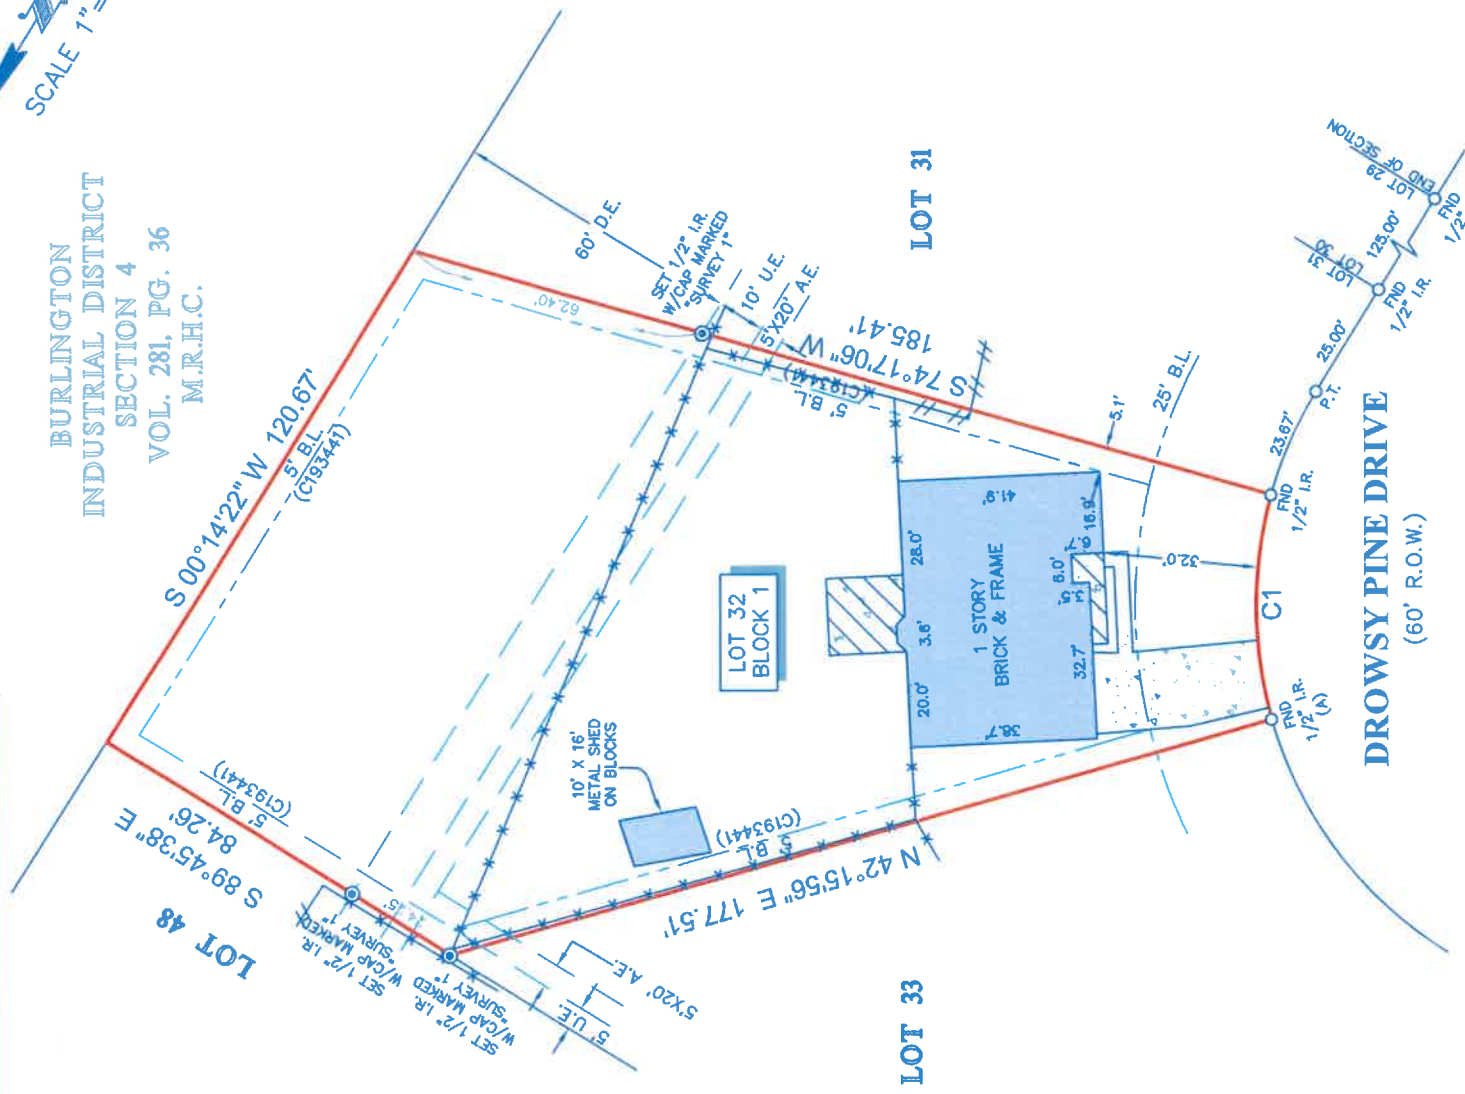 SCALE 1"=
BURLINGTON
INDUSTRIAL DISTRICT
SECTION 4
VOL. 281, PG. 36
M.R.H.C.
S 00°14'22" W 120.67'
5' B.L.
(C193441)
60' D.E.
62.40'
SET 1/2" I.R.
W/CAP MARKED
"SURVEY 1"
10' U.E.
5'X20' A.E.
LOT 31
S 74°17'06" W
185.41'
5' B.L.
(C193441)
5.1'
25' B.L.
LOT 29
END OF SECTION
LOT 31
LOT 30
125.00'
FND
1/2"
FND
1/2" I.R.
25.00'
P.T.
23.67'
FND
1/2" I.R.
LOT 32
BLOCK 1
28.0'
41.9'
3.6'
20.0'
1 STORY
BRICK & FRAME
6.0'
16.9'
32.7'
32.0'
C1
DROWSY PINE DRIVE
(60' R.O.W.)
FND
1/2" I.R.
(A)
10' X 16'
METAL SHED
ON BLOCKS
5' B.L.
(C193441)
N 42°15'56" E 177.51'
5' B.L.
(C193441)
S 89°45'38" E
84.26'
LOT 48
SET 1/2" I.R.
W/CAP MARKED
"SURVEY 1"
SET 1/2" I.R.
W/CAP MARKED
"SURVEY 1"
5' U.E.
5'X20' A.E.
LOT 33